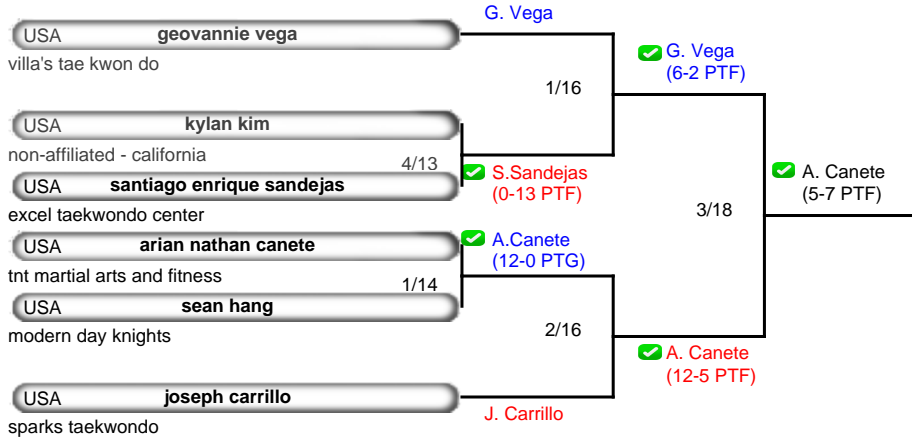 G. Vega
USA geovannie vega
villa's tae kwon do
G. Vega
(6-2 PTF)
1/16
USA kylan kim
non-affiliated - california
4/13
S.Sandejas
(0-13 PTF)
USA santiago enrique sandejas
excel taekwondo center
A. Canete
(5-7 PTF)
3/18
USA arian nathan canete
tnt martial arts and fitness
A.Canete
(12-0 PTG)
1/14
USA sean hang
modern day knights
2/16
A. Canete
(12-5 PTF)
USA joseph carrillo
sparks taekwondo
J. Carrillo